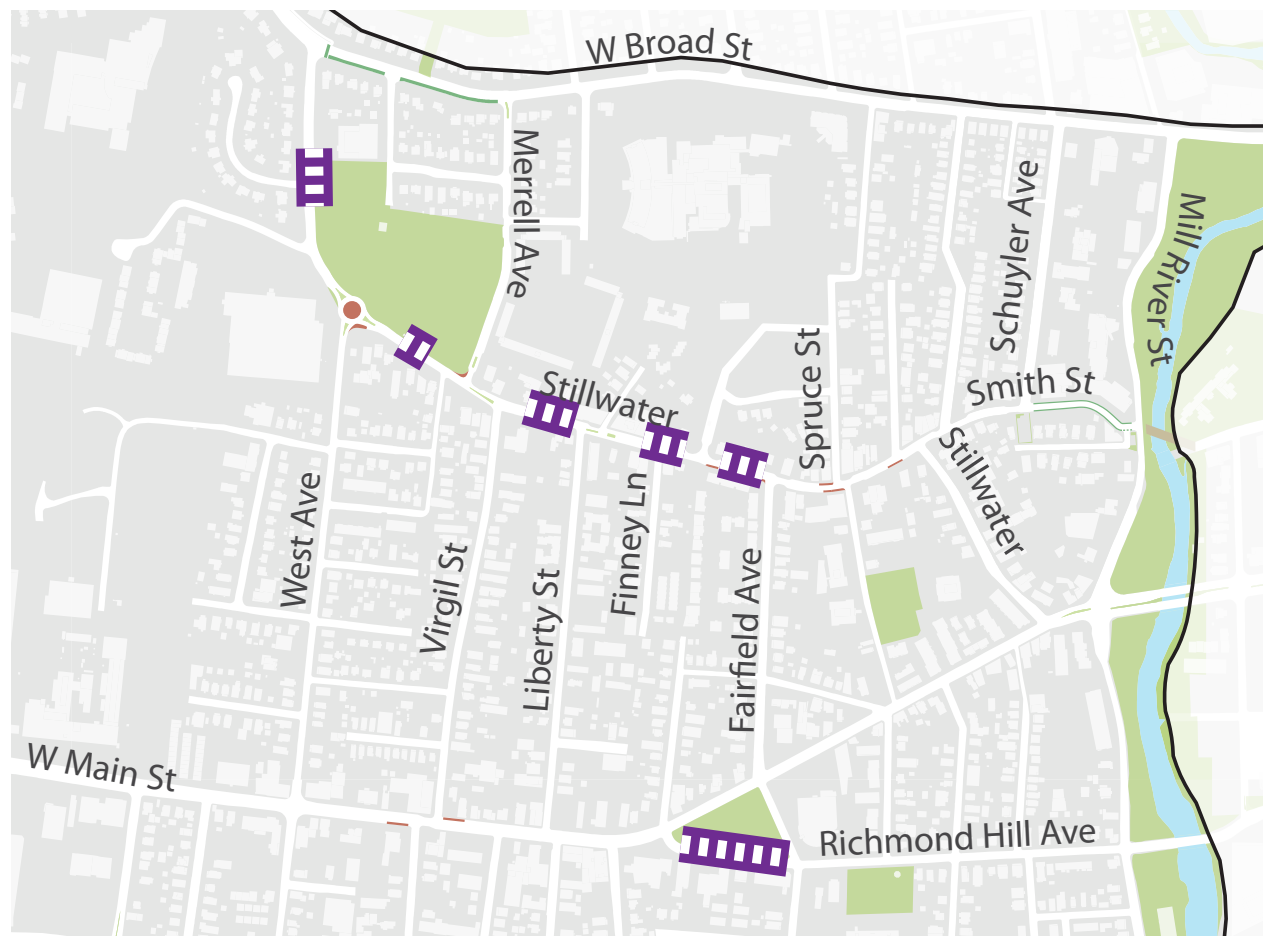 W Broad St
Merrell Ave
Schuyler Ave
Mill River St
Spruce St
Smith St
Stillwater
Stillwater
West Ave
Virgil St
Liberty St
Finney Ln
Fairfield Ave
W Main St
Richmond Hill Ave